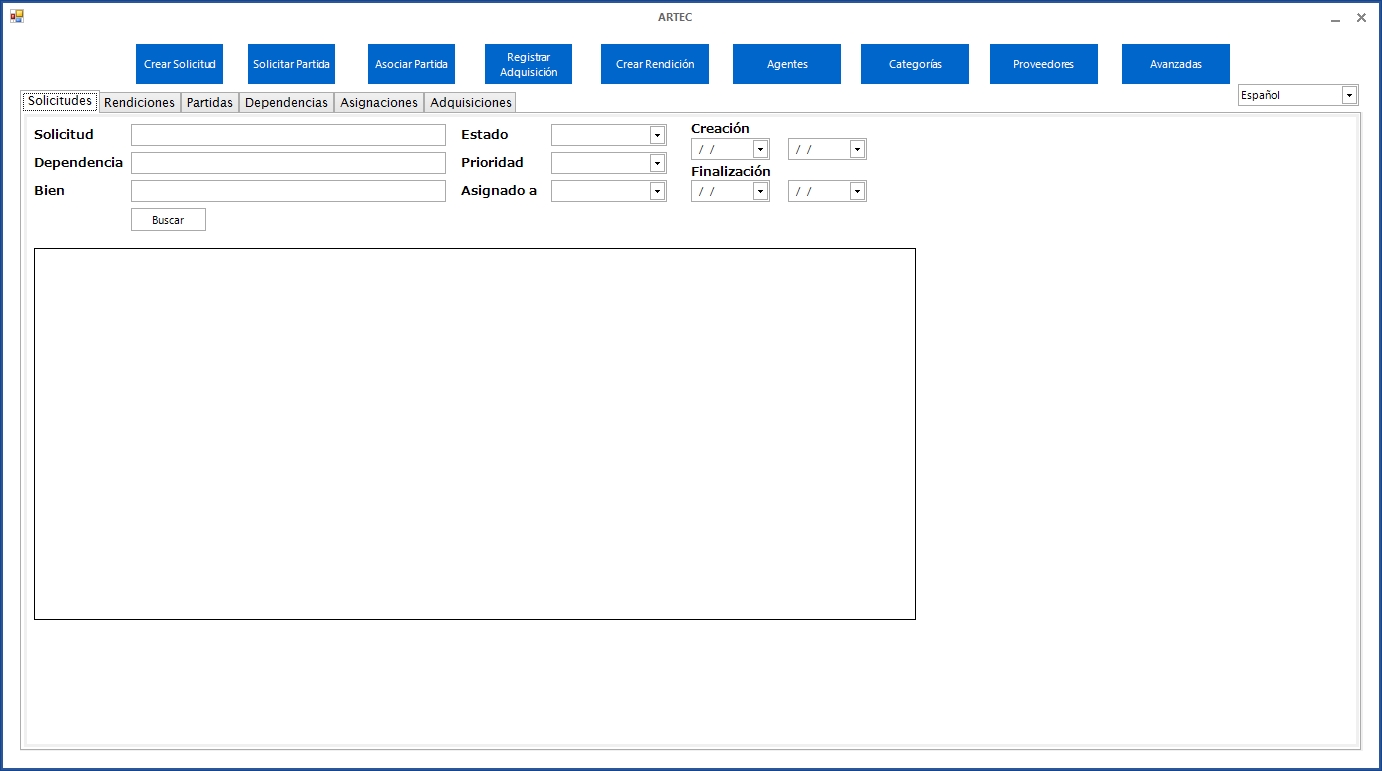 ARTEC
Crear Solicitud
Solicitar Partida
Asociar Partida
Registrar
Adquisición
Crear Rendición
Agentes
Categorías
Proveedores
Avanzadas
Español
Solicitudes
Rendiciones
Partidas
Dependencias
Asignaciones
Adquisiciones
Solicitud
Estado
Creación
/ /
/ /
Dependencia
Prioridad
Finalización
Bien
Asignado a
/ /
/ /
Buscar